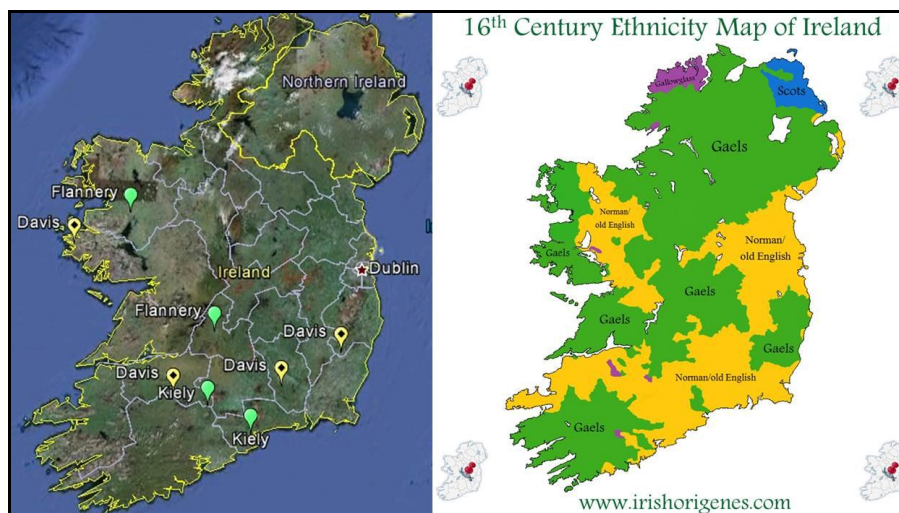 Northern Ireland
Flannery
Davis
Ireland
Dublin
Flannery
Davis
Davis
Davis
Kiely
Kiely
16th Century Ethnicity Map of Ireland
Gallowglass
Scots
Gaels
Norman/
old English
Norman/
old English
Gaels
Gaels
Gaels
Gaels
Norman/old English
Gaels
www.irishorigenes.com